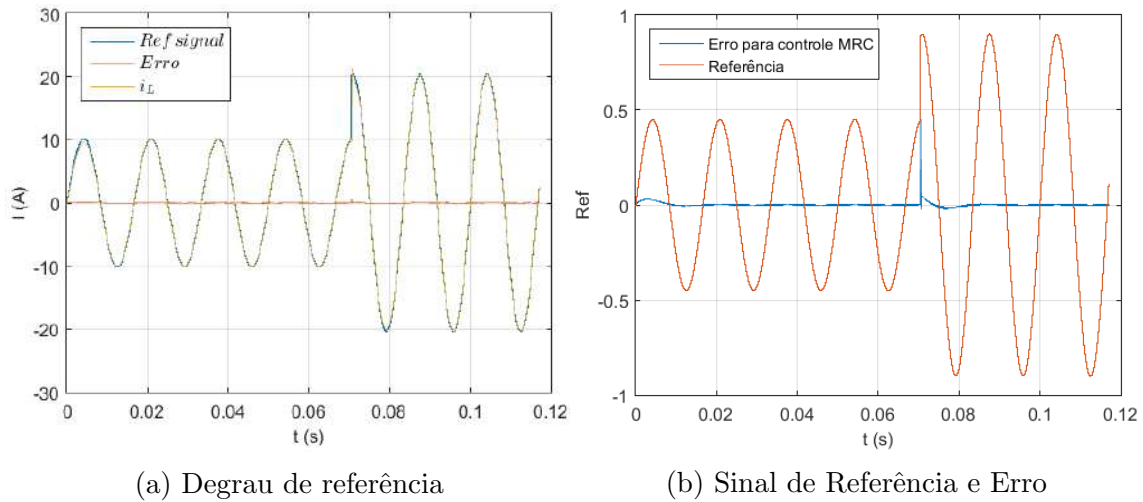 30
20
10
0
-10
-20
-30
I (A)
Ref signal
Erro
i_L
0
0.02
0.04
0.06
0.08
0.1
0.12
t (s)
(a) Degrau de referência
1
0.5
0
-0.5
-1
Ref
Erro para controle MRC
Referência
0
0.02
0.04
0.06
0.08
0.1
0.12
t (s)
(b) Sinal de Referência e Erro